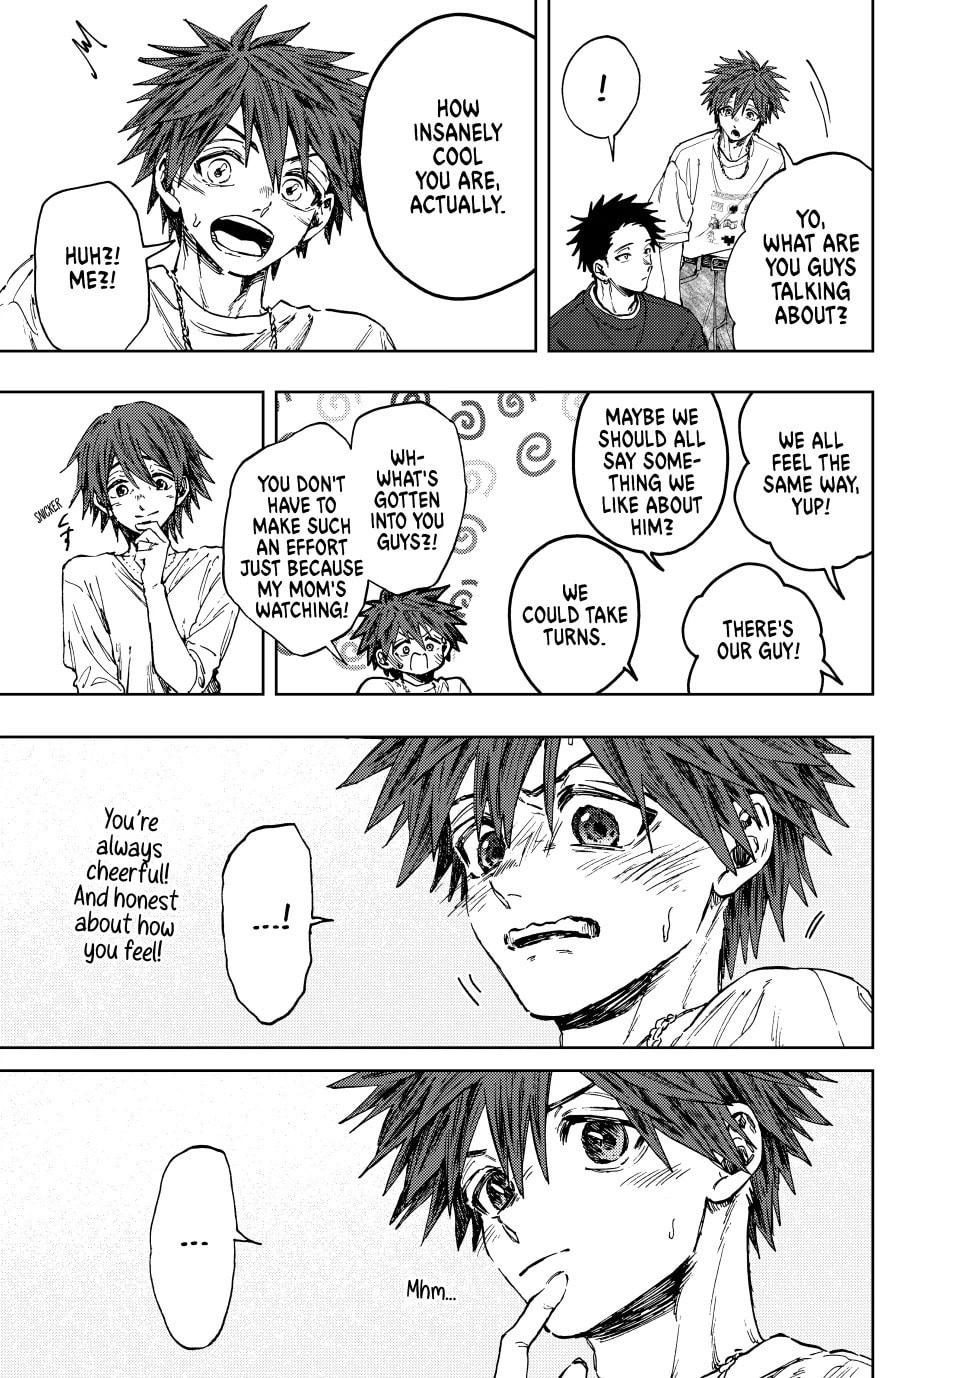 !
YO,
WHAT ARE
YOU GUYS
TALKING
ABOUT?
HOW
INSANELY
COOL
YOU ARE,
ACTUALLY.
HUH?!
ME?!
WE ALL
FEEL THE
SAME WAY,
YUP!
MAYBE WE
SHOULD ALL
SAY SOME-
THING WE
LIKE ABOUT
HIM?
THERE'S
OUR GUY!
WE
COULD TAKE
TURNS.
WH-
WHAT'S
GOTTEN
INTO YOU
GUYS?!
YOU DON'T
HAVE TO
MAKE SUCH
AN EFFORT
JUST BECAUSE
MY MOM'S
WATCHING!
SNICKER
You're
always
cheerful!
And honest
about how
you feel!
....!
...
Mhm...